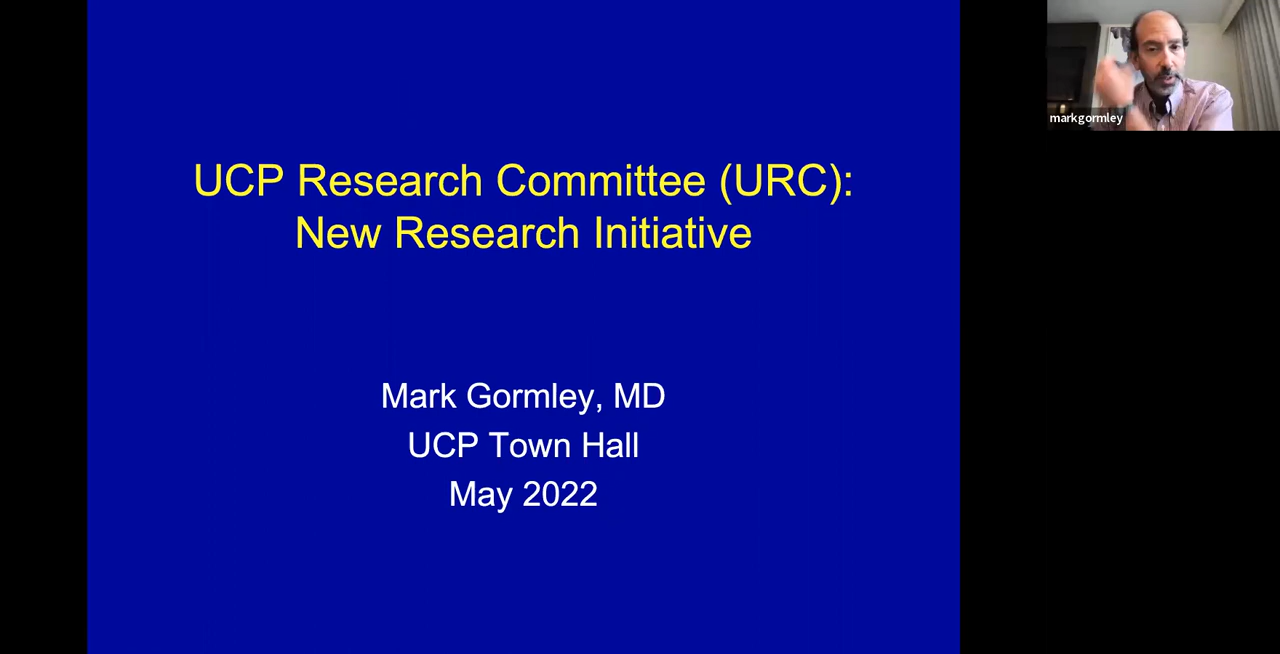 UCP Research Committee (URC):
New Research Initiative
Mark Gormley, MD
UCP Town Hall
May 2022
markgormley